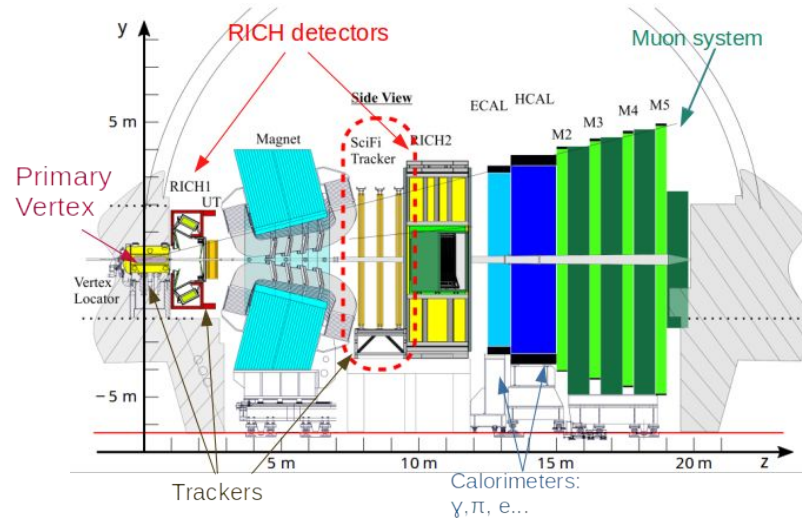 y
RICH detectors
Muon system
Side View
ECAL
HCAL
5 m
Magnet
SciFi
Tracker
RICH2
M2
M3
M4
M5
Primary
Vertex
RICH1
UT
Vertex
Locator
−5 m
5 m
10 m
15 m
20 m
z
Trackers
Calorimeters:
γ,π, e...